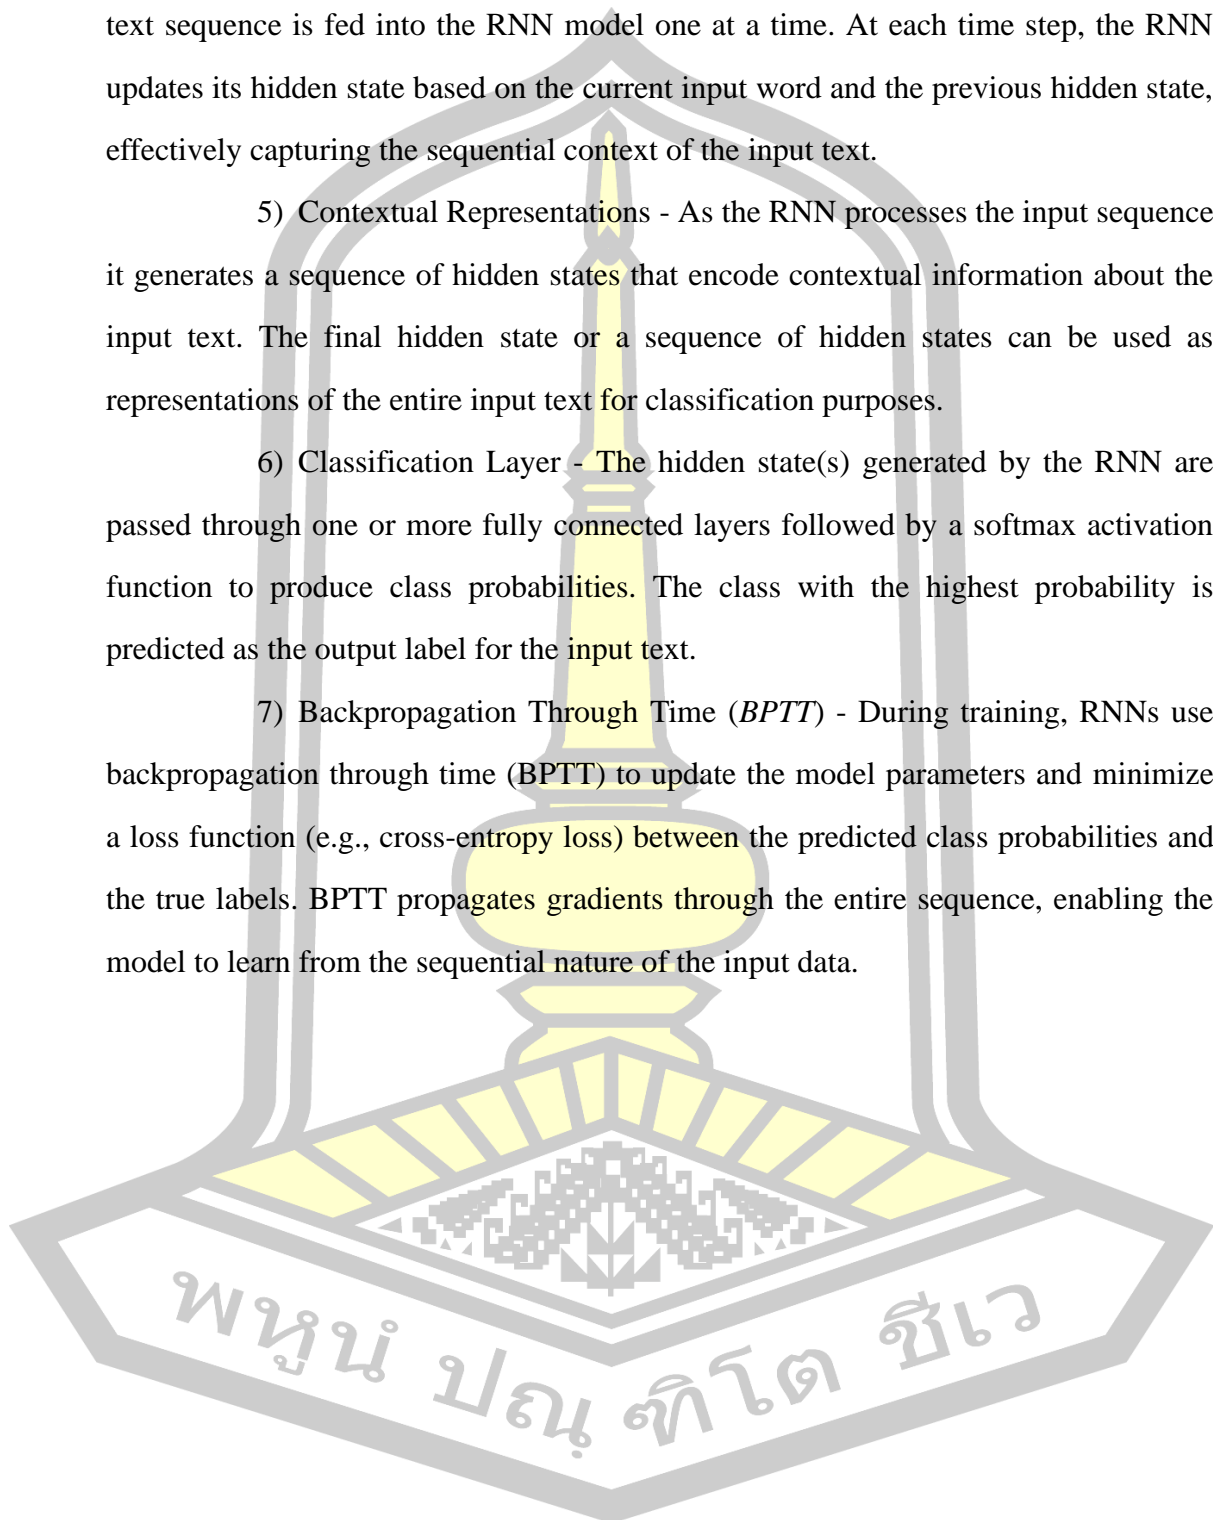 text sequence is fed into the RNN model one at a time. At each time step, the RNN
updates its hidden state based on the current input word and the previous hidden state,
effectively capturing the sequential context of the input text.
5) Contextual Representations - As the RNN processes the input sequence
it generates a sequence of hidden states that encode contextual information about the
input text. The final hidden state or a sequence of hidden states can be used as
representations of the entire input text for classification purposes.
6) Classification Layer - The hidden state(s) generated by the RNN are
passed through one or more fully connected layers followed by a softmax activation
function to produce class probabilities. The class with the highest probability is
predicted as the output label for the input text.
7) Backpropagation Through Time (BPTT) - During training, RNNs use
backpropagation through time (BPTT) to update the model parameters and minimize
a loss function (e.g., cross-entropy loss) between the predicted class probabilities and
the true labels. BPTT propagates gradients through the entire sequence, enabling the
model to learn from the sequential nature of the input data.
พหูนํ ปณฺ ฑิโต ชีเว